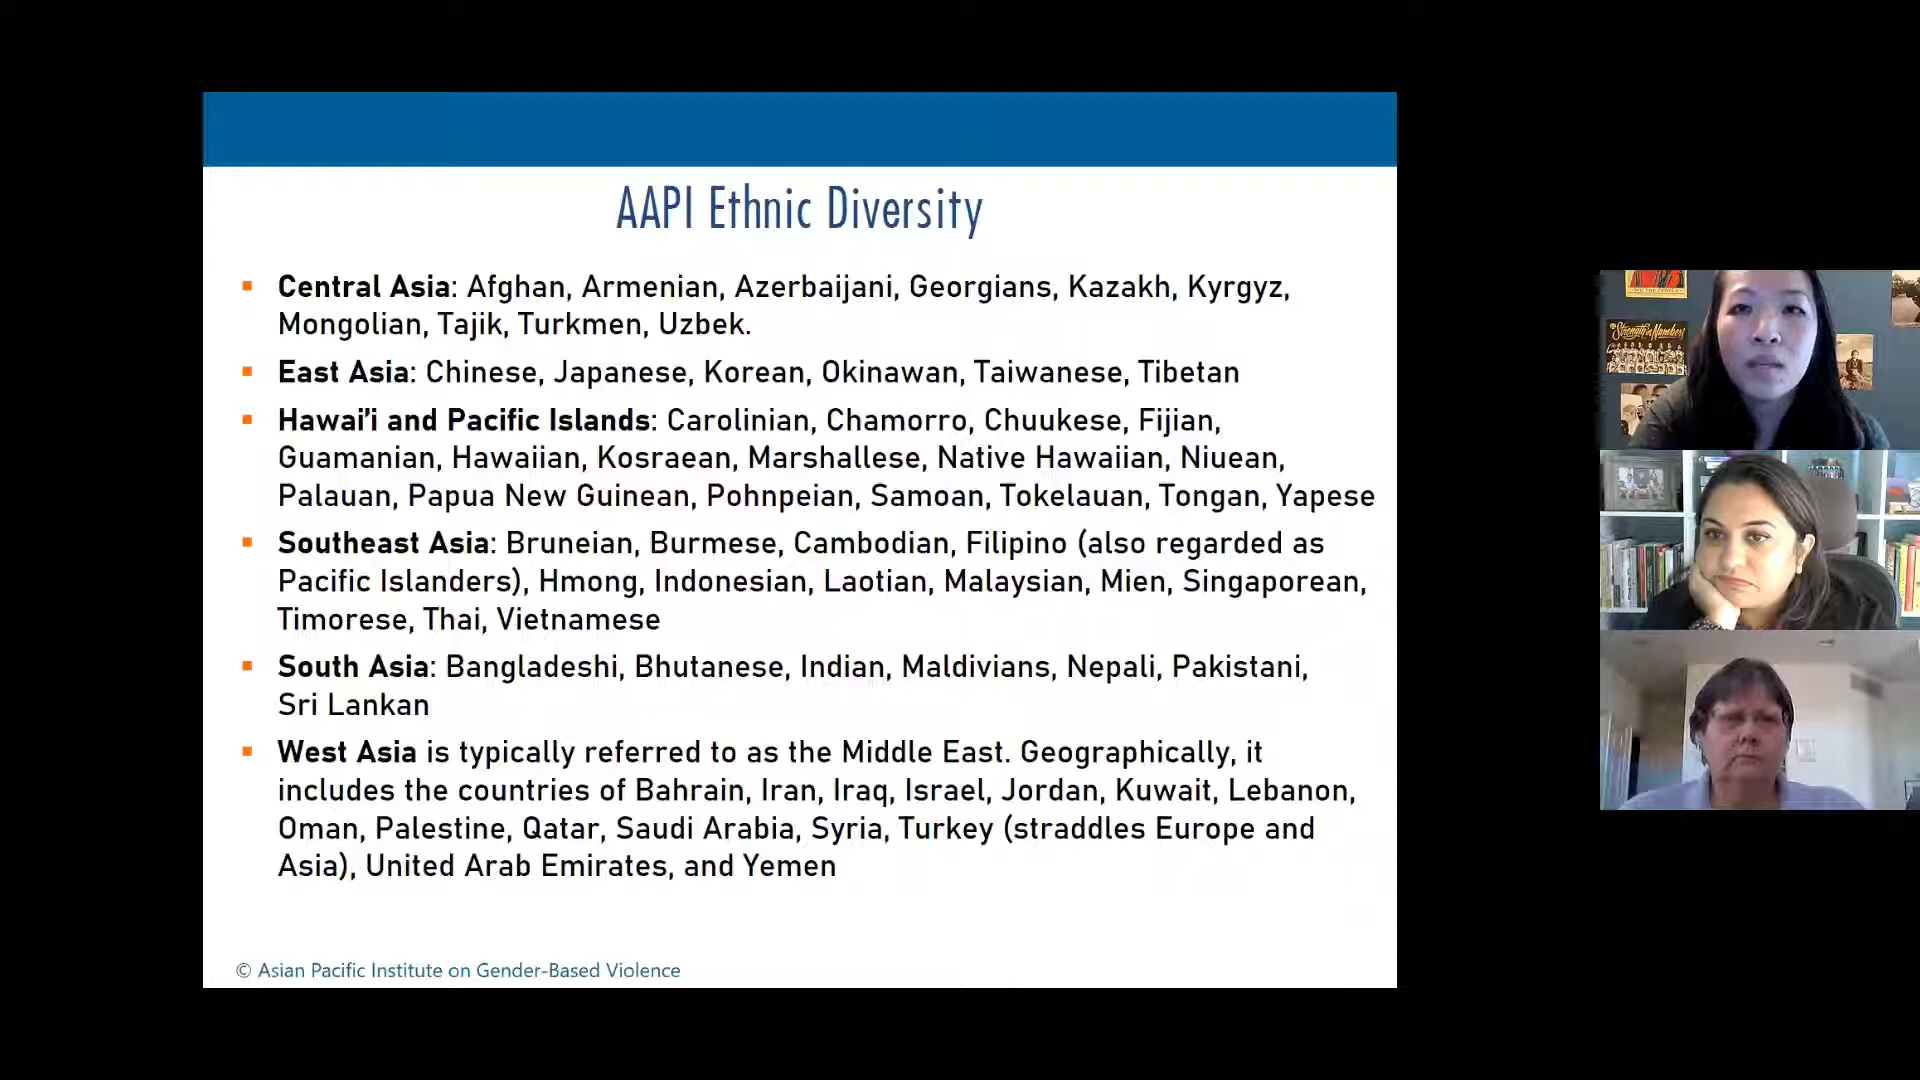 AAPI Ethnic Diversity
Central Asia: Afghan, Armenian, Azerbaijani, Georgians, Kazakh, Kyrgyz,
Mongolian, Tajik, Turkmen, Uzbek.
East Asia: Chinese, Japanese, Korean, Okinawan, Taiwanese, Tibetan
Hawai’i and Pacific Islands: Carolinian, Chamorro, Chuukese, Fijian,
Guamanian, Hawaiian, Kosraean, Marshallese, Native Hawaiian, Niuean,
Palauan, Papua New Guinean, Pohnpeian, Samoan, Tokelauan, Tongan, Yapese
Southeast Asia: Bruneian, Burmese, Cambodian, Filipino (also regarded as
Pacific Islanders), Hmong, Indonesian, Laotian, Malaysian, Mien, Singaporean,
Timorese, Thai, Vietnamese
South Asia: Bangladeshi, Bhutanese, Indian, Maldivians, Nepali, Pakistani,
Sri Lankan
West Asia is typically referred to as the Middle East. Geographically, it
includes the countries of Bahrain, Iran, Iraq, Israel, Jordan, Kuwait, Lebanon,
Oman, Palestine, Qatar, Saudi Arabia, Syria, Turkey (straddles Europe and
Asia), United Arab Emirates, and Yemen
© Asian Pacific Institute on Gender-Based Violence
Strength in Numbers